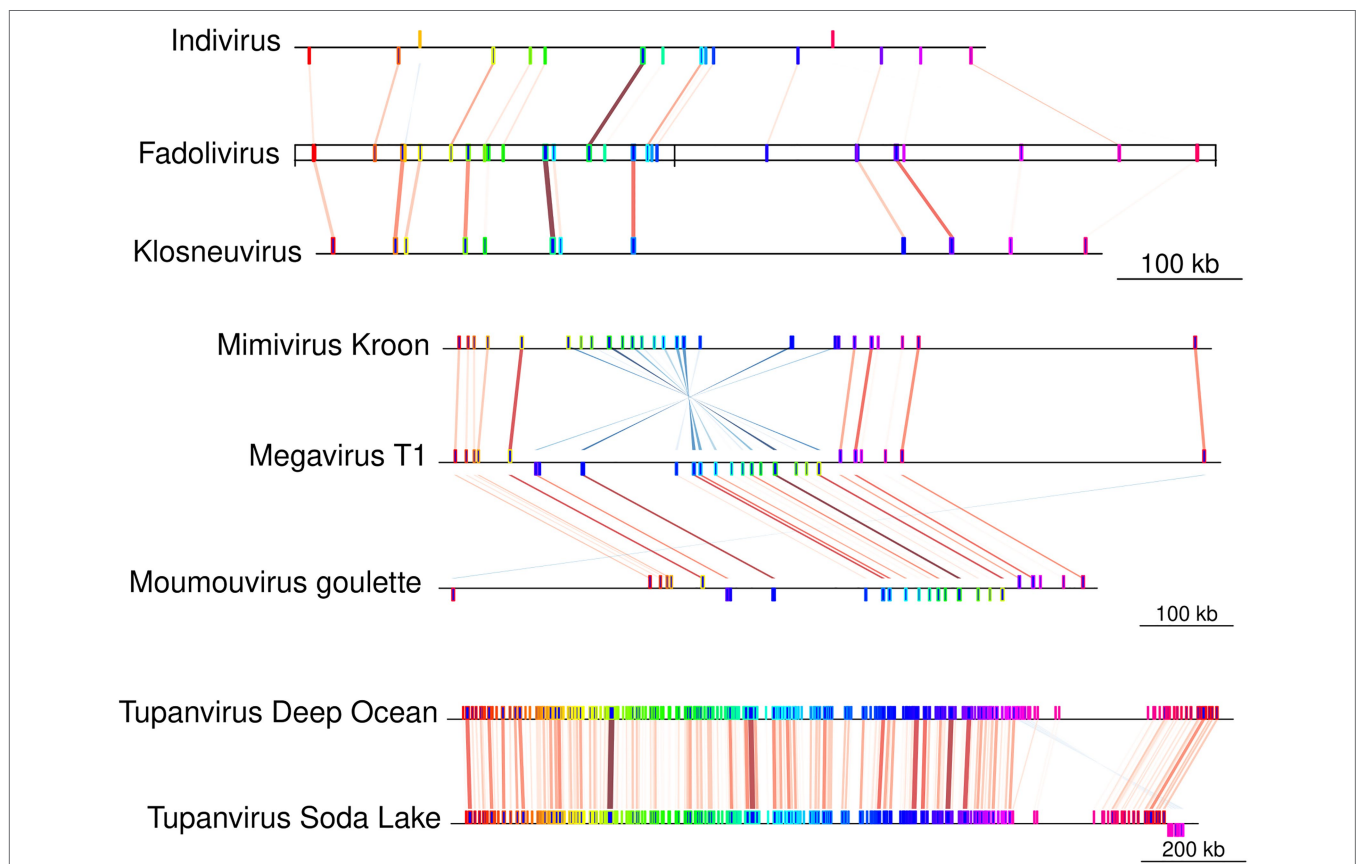 Indivirus
Fadolivirus
Klosneuvirus
100 kb
Mimivirus Kroon
Megavirus T1
Moumouvirus goulette
100 kb
Tupanvirus Deep Ocean
Tupanvirus Soda Lake
200 kb